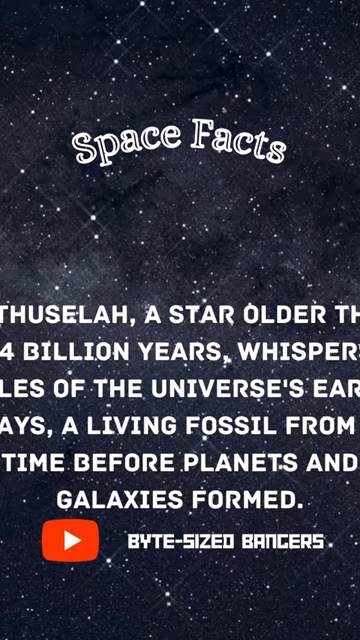 Space Facts
THUSELAH, A STAR OLDER TH
4 BILLION YEARS, WHISPERS
LES OF THE UNIVERSE'S EAR
AYS, A LIVING FOSSIL FROM
TIME BEFORE PLANETS AND
GALAXIES FORMED.
BYTE-SIZED BANGERS